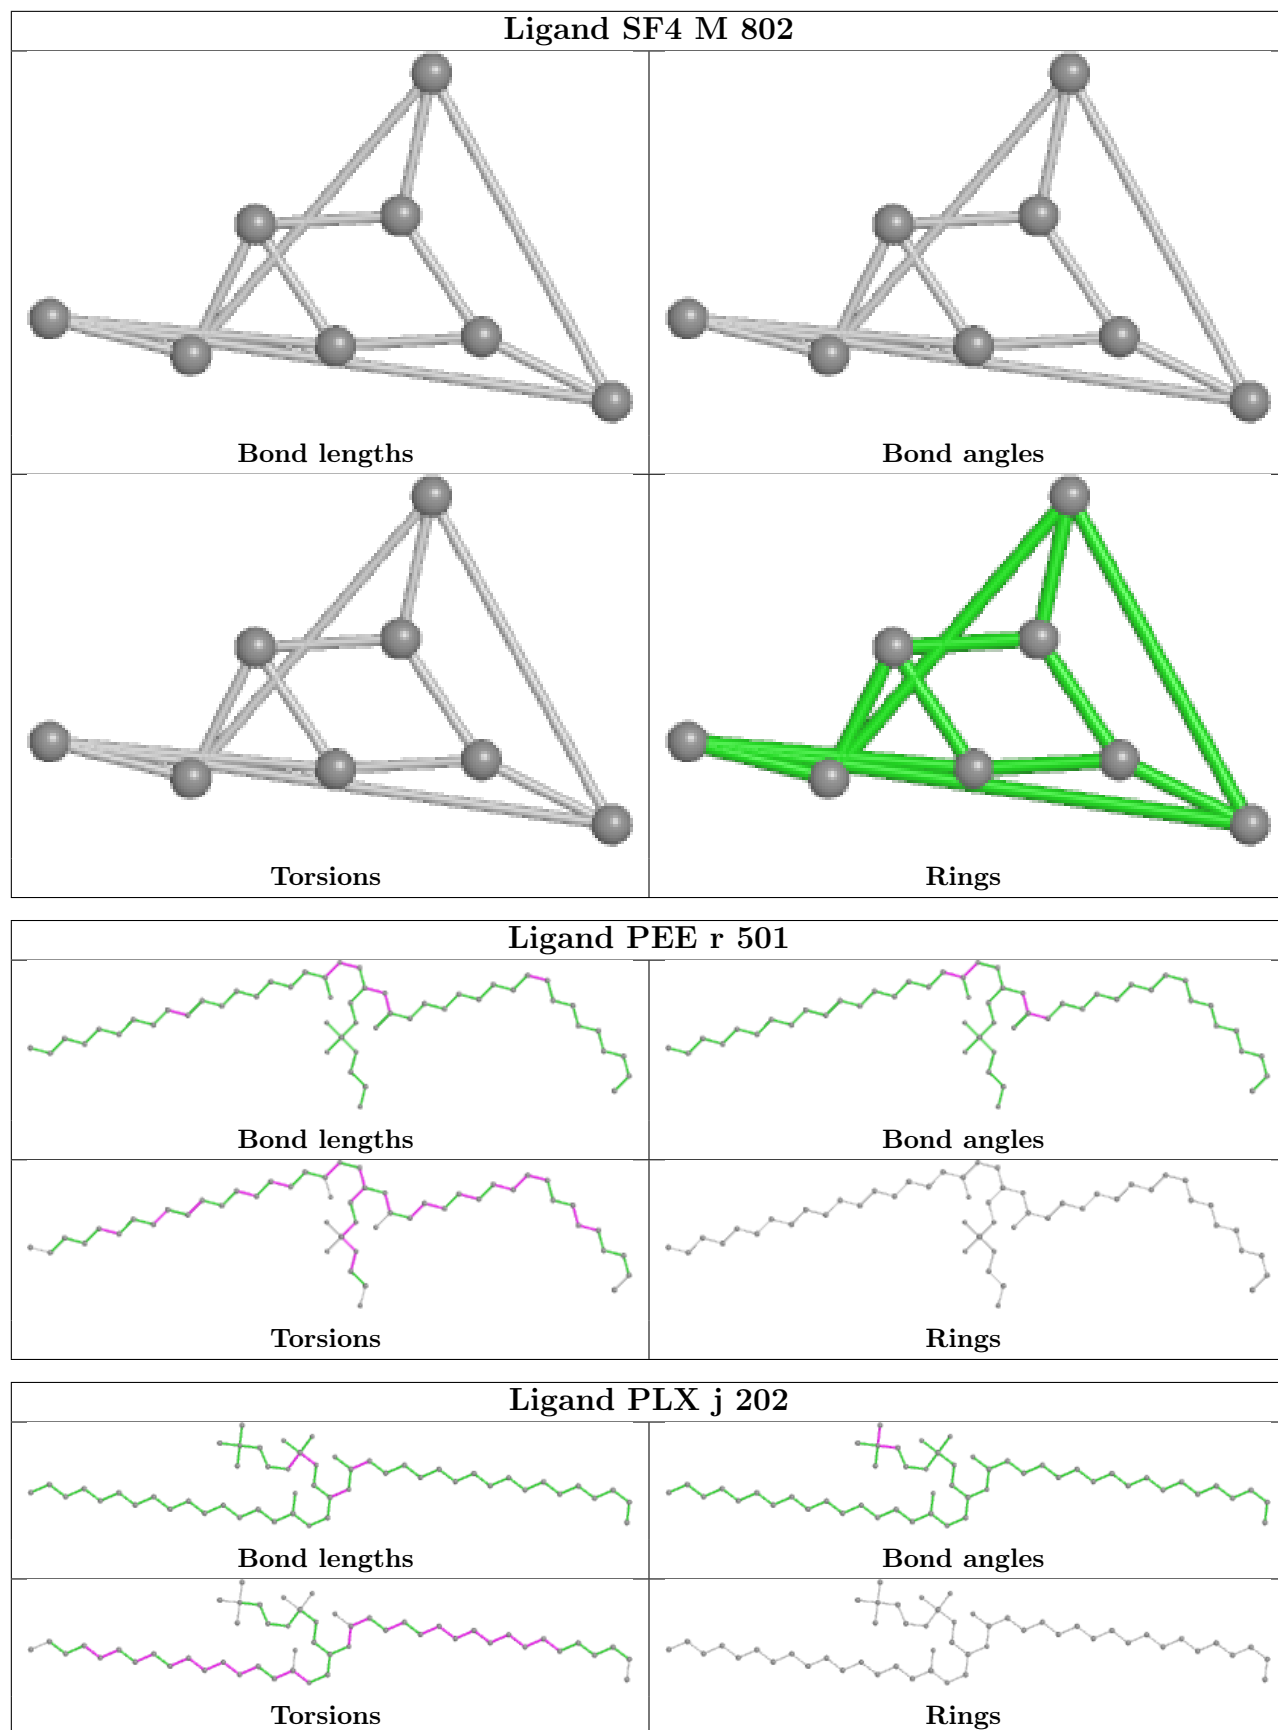 Ligand SF4 M 802
Bond lengths
Bond angles
Torsions
Rings
Ligand PEE r 501
Bond lengths
Bond angles
Torsions
Rings
Ligand PLX j 202
Bond lengths
Bond angles
Torsions
Rings